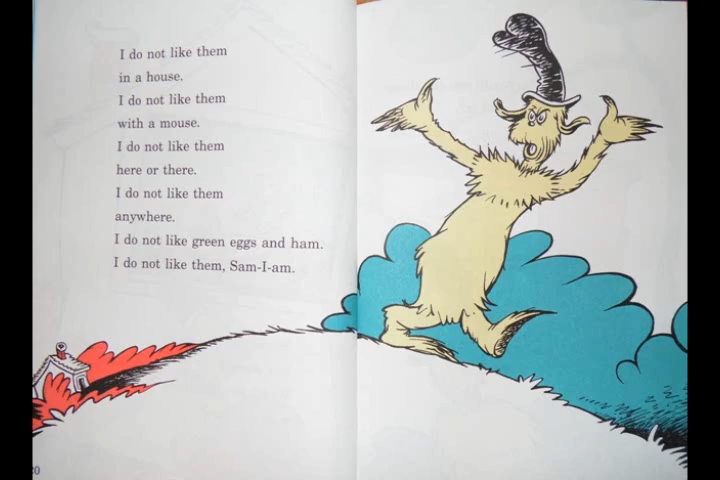 I do not like them
in a house.
I do not like them
with a mouse.
I do not like them
here or there.
I do not like them
anywhere.
I do not like green eggs and ham.
I do not like them, Sam-I-am.